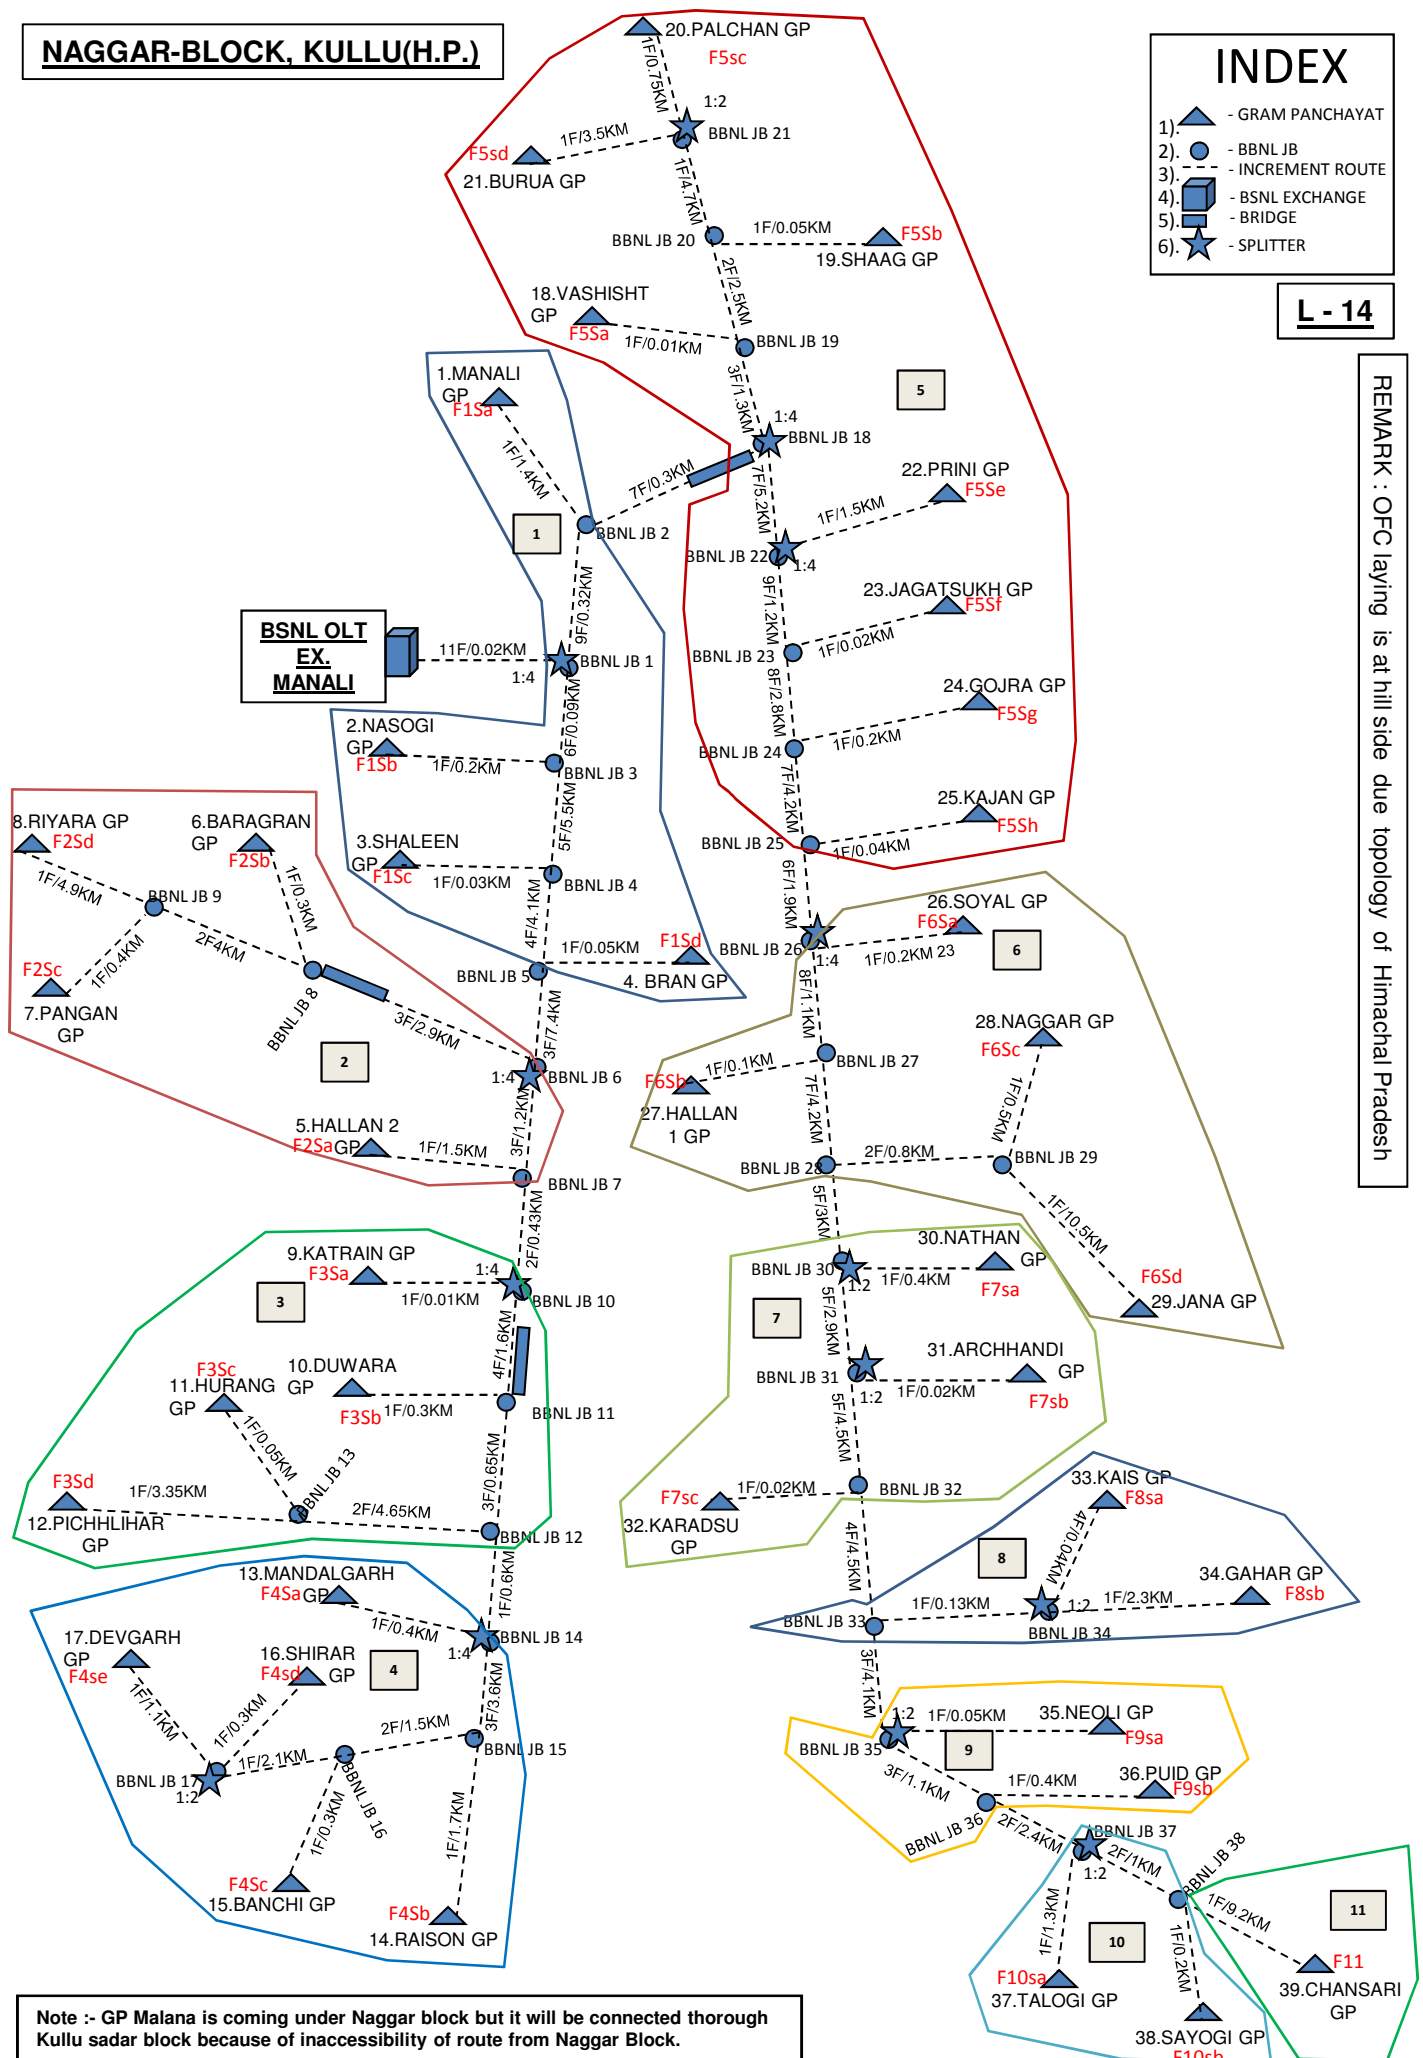 NAGGAR-BLOCK, KULLU(H.P.)
INDEX
1). - GRAM PANCHAYAT
2). - BBNL JB
3). - INCREMENT ROUTE
4). - BSNL EXCHANGE
5). - BRIDGE
6). - SPLITTER
L - 14
REMARK : OFC laying is at hill side due topology of Himachal Pradesh
20.PALCHAN GP
F5sc
1F/0.75KM
1:2
BBNL JB 21
1F/3.5KM
F5sd
21.BURUA GP
1F/4.7KM
BBNL JB 20
1F/0.05KM
F5Sb
19.SHAAG GP
2F/2.5KM
18.VASHISHT
GP
F5Sa
1F/0.01KM
BBNL JB 19
3F/1.3KM
5
1:4
BBNL JB 18
7F/0.3KM
7F/5.2KM
22.PRINI GP
F5Se
1F/1.5KM
BBNL JB 22
1:4
9F/1.2KM
23.JAGATSUKH GP
F5Sf
1F/0.02KM
BBNL JB 23
8F/2.8KM
24.GOJRA GP
F5Sg
1F/0.2KM
BBNL JB 24
7F/4.2KM
25.KAJAN GP
F5Sh
BBNL JB 25
1F/0.04KM
6F/1.9KM
1.MANALI
GP
F1Sa
1F/1.4KM
1
BBNL JB 2
9F/0.32KM
BSNL OLT
EX.
MANALI
11F/0.02KM
1:4
BBNL JB 1
6F/0.09KM
2.NASOGI
GP
F1Sb
1F/0.2KM
BBNL JB 3
5F/5.5KM
3.SHALEEN
GP
F1Sc
1F/0.03KM
BBNL JB 4
4F/4.1KM
1F/0.05KM
F1Sd
BBNL JB 5
4. BRAN GP
3F/7.4KM
8.RIYARA GP
F2Sd
6.BARAGRAN
GP
F2Sb
1F/4.9KM
BBNL JB 9
1F/0.3KM
2F4KM
1F/0.4KM
F2Sc
7.PANGAN
GP
BBNL JB 8
3F/2.9KM
2
1:4
BBNL JB 6
3F/1.2KM
5.HALLAN 2
F2Sa
GP
1F/1.5KM
BBNL JB 7
2F/0.43KM
26.SOYAL GP
F6Sa
BBNL JB 26
1:4
1F/0.2KM 23
6
8F/1.1KM
28.NAGGAR GP
F6Sc
BBNL JB 27
1F/0.1KM
F6Sb
27.HALLAN
1 GP
7F/4.2KM
1F/0.5KM
2F/0.8KM
BBNL JB 28
BBNL JB 29
5F/3KM
1F/10.5KM
F6Sd
29.JANA GP
9.KATRAIN GP
F3Sa
1:4
3
1F/0.01KM
BBNL JB 10
4F/1.6KM
F3Sc
11.HURANG
GP
10.DUWARA
GP
F3Sb
1F/0.3KM
BBNL JB 11
1F/0.05KM
BBNL JB 13
3F/0.65KM
F3Sd
1F/3.35KM
2F/4.65KM
12.PICHHLIHAR
GP
BBNL JB 12
1F/0.6KM
30.NATHAN
GP
BBNL JB 30
1:2
1F/0.4KM
F7sa
7
5F/2.9KM
31.ARCHHANDI
GP
BBNL JB 31
1:2
1F/0.02KM
F7sb
5F/4.5KM
F7sc
1F/0.02KM
BBNL JB 32
32.KARADSU
GP
4F/4.5KM
33.KAIS GP
F8sa
4F/0.04KM
8
34.GAHAR GP
F8sb
1F/0.13KM
1:2
1F/2.3KM
BBNL JB 33
BBNL JB 34
3F/4.1KM
13.MANDALGARH
F4Sa
GP
1F/0.4KM
BBNL JB 14
1:4
17.DEVGARH
GP
F4se
16.SHIRAR
F4sd
GP
4
3F/3.6KM
1F/1.1KM
1F/0.3KM
2F/1.5KM
1F/2.1KM
BBNL JB 15
BBNL JB 17
1:2
BBNL JB 16
1F/0.3KM
1F/1.7KM
F4Sc
15.BANCHI GP
F4Sb
14.RAISON GP
1:2
1F/0.05KM
35.NEOLI GP
F9sa
BBNL JB 35
9
3F/1.1KM
1F/0.4KM
36.PUID GP
F9sb
BBNL JB 36
2F/2.4KM
BBNL JB 37
1:2
2F/1KM
BBNL JB 38
1F/9.2KM
11
1F/1.3KM
10
1F/0.2KM
F10sa
37.TALOGI GP
F11
39.CHANSARI
GP
38.SAYOGI GP
F10sb
Note :- GP Malana is coming under Naggar block but it will be connected thorough
Kullu sadar block because of inaccessibility of route from Naggar Block.